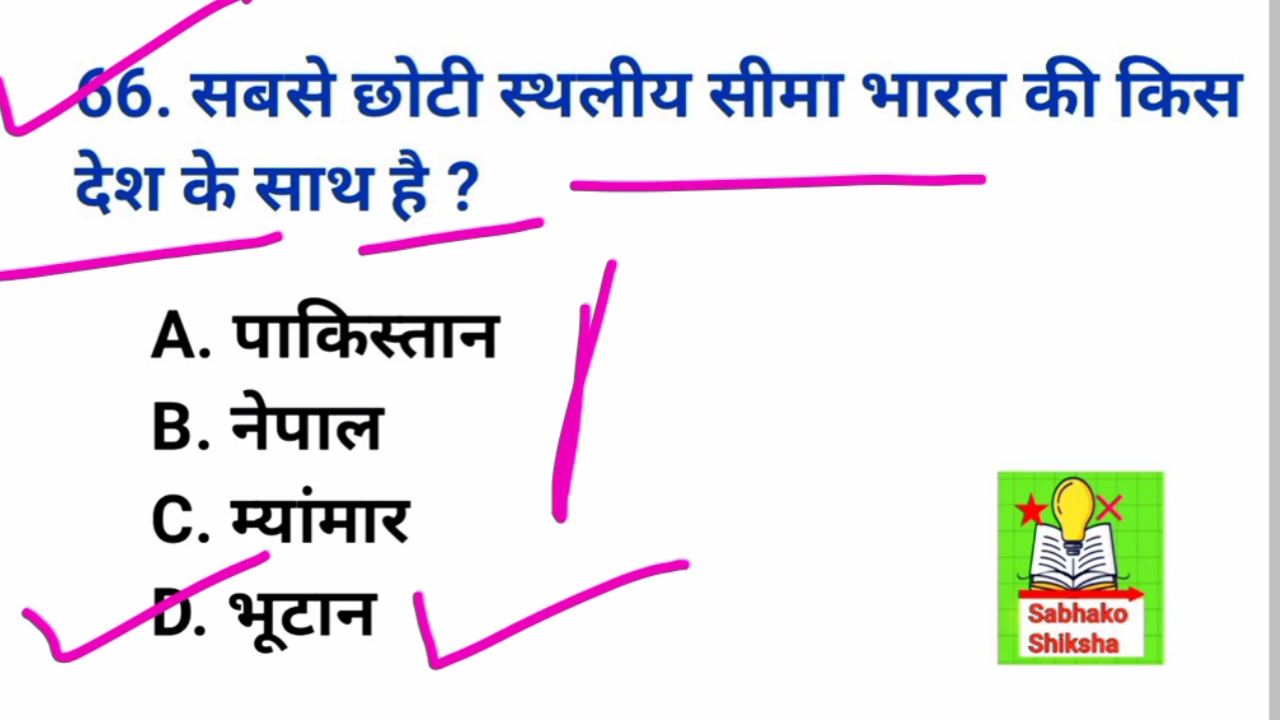 66. सबसे छोटी स्थलीय सीमा भारत की किस
देश के साथ है ?
A. पाकिस्तान
B. नेपाल
C. म्यांमार
D. भूटान
Sabhako
Shiksha